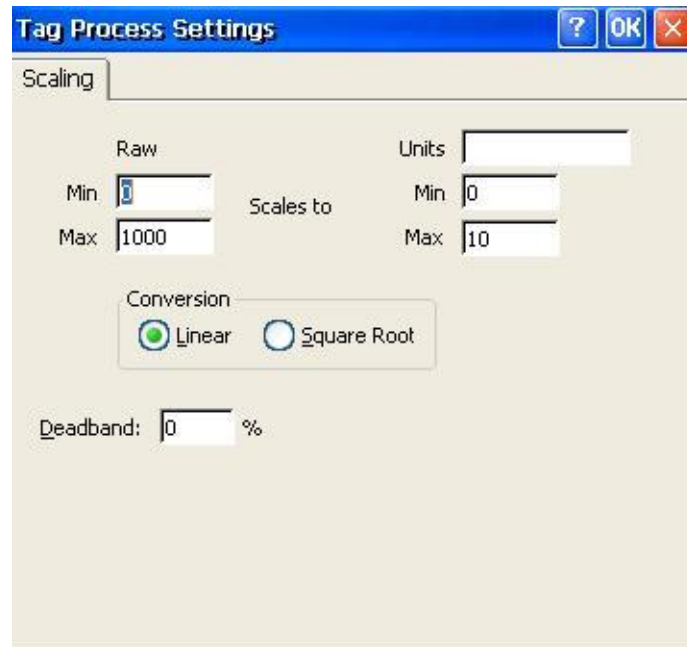 Tag Process Settings ? OK X
Scaling
Raw Units
Min 0 Scales to Min 0
Max 1000 Max 10
Conversion
Linear Square Root
Deadband: 0 %